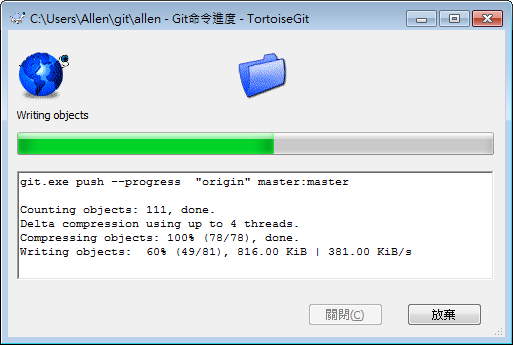 C:\Users\Allen\git\allen - Git命令進度 - TortoiseGit
Writing objects
git.exe push --progress  "origin" master:master
Counting objects: 111, done.
Delta compression using up to 4 threads.
Compressing objects: 100% (78/78), done.
Writing objects:  60% (49/81), 816.00 KiB | 381.00 KiB/s
關閉(C) 放棄